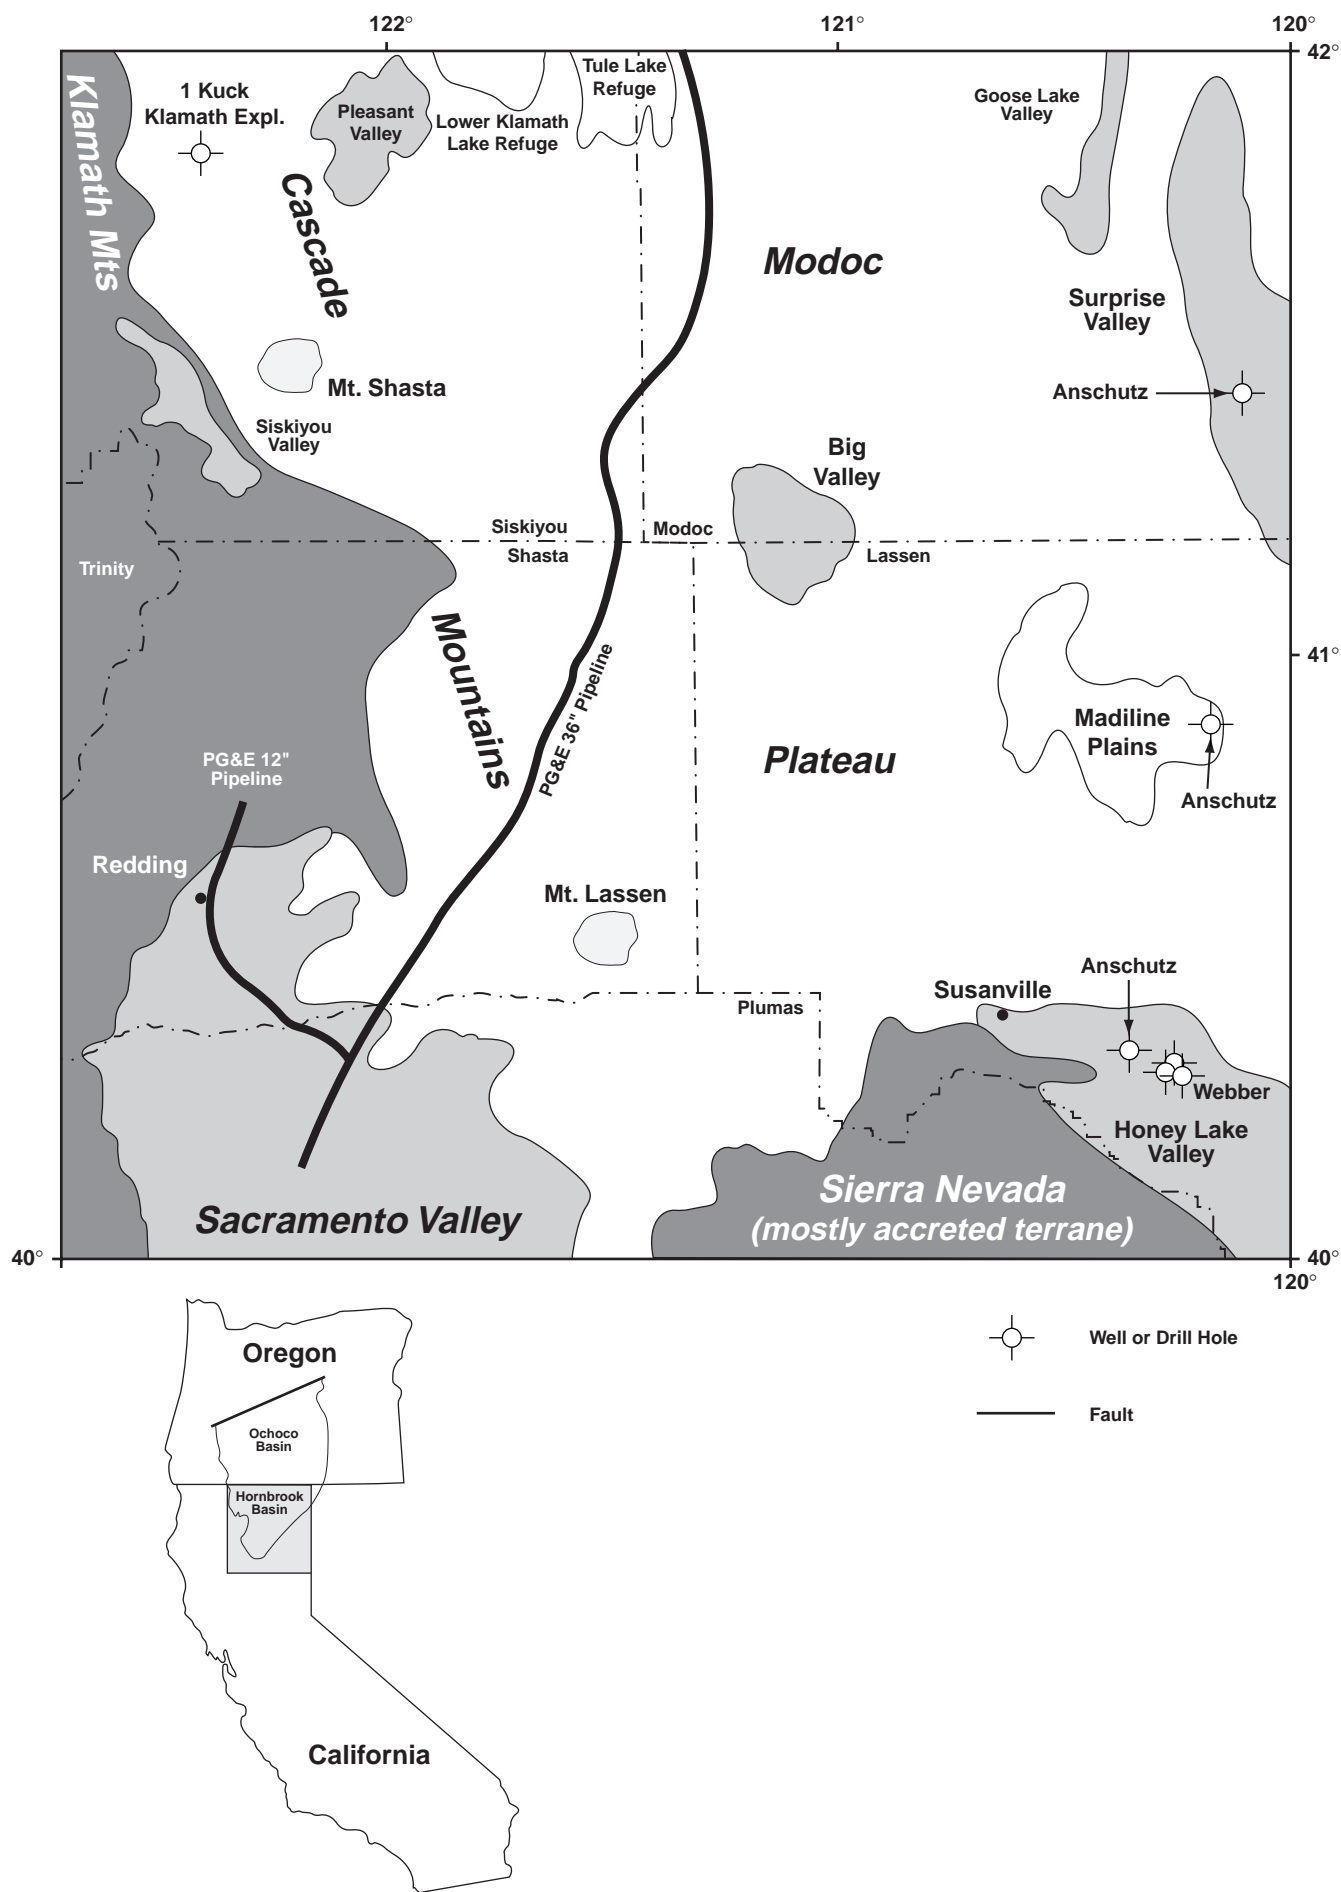 122°
121°
120°
42°
Klamath Mts
1 Kuck
Klamath Expl.
Pleasant
Valley
Lower Klamath
Lake Refuge
Tule Lake
Refuge
Goose Lake
Valley
Cascade
Modoc
Surprise
Valley
Mt. Shasta
Anschutz
Siskiyou
Valley
Big
Valley
Siskiyou
Modoc
Shasta
Lassen
Trinity
Mountains
PG&E 36" Pipeline
41°
Madiline
Plains
Plateau
PG&E 12"
Pipeline
Anschutz
Redding
Mt. Lassen
Anschutz
Susanville
Plumas
Webber
Honey Lake
Valley
Sierra Nevada
(mostly accreted terrane)
Sacramento Valley
40°
40°
120°
Oregon
Well or Drill Hole
Fault
Ochoco
Basin
Hornbrook
Basin
California